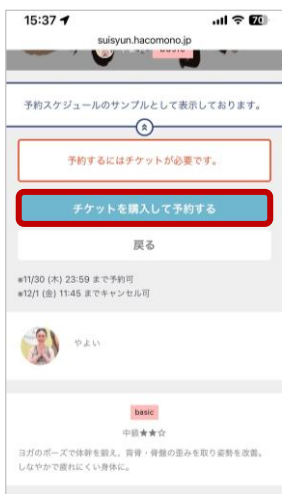 15:37
70
suisyun.hacomono.jp
basic
予約スケジュールのサンプルとして表示しております。
予約するにはチケットが必要です。
チケットを購入して予約する
戻る
※11/30 (木) 23:59 まで予約可
※12/1 (金) 11:45 までキャンセル可
やよい
basic
中級★★☆
ヨガのポーズで体幹を鍛え、背骨・骨盤の歪みを取り姿勢を改善。
しなやかで疲れにくい身体に。